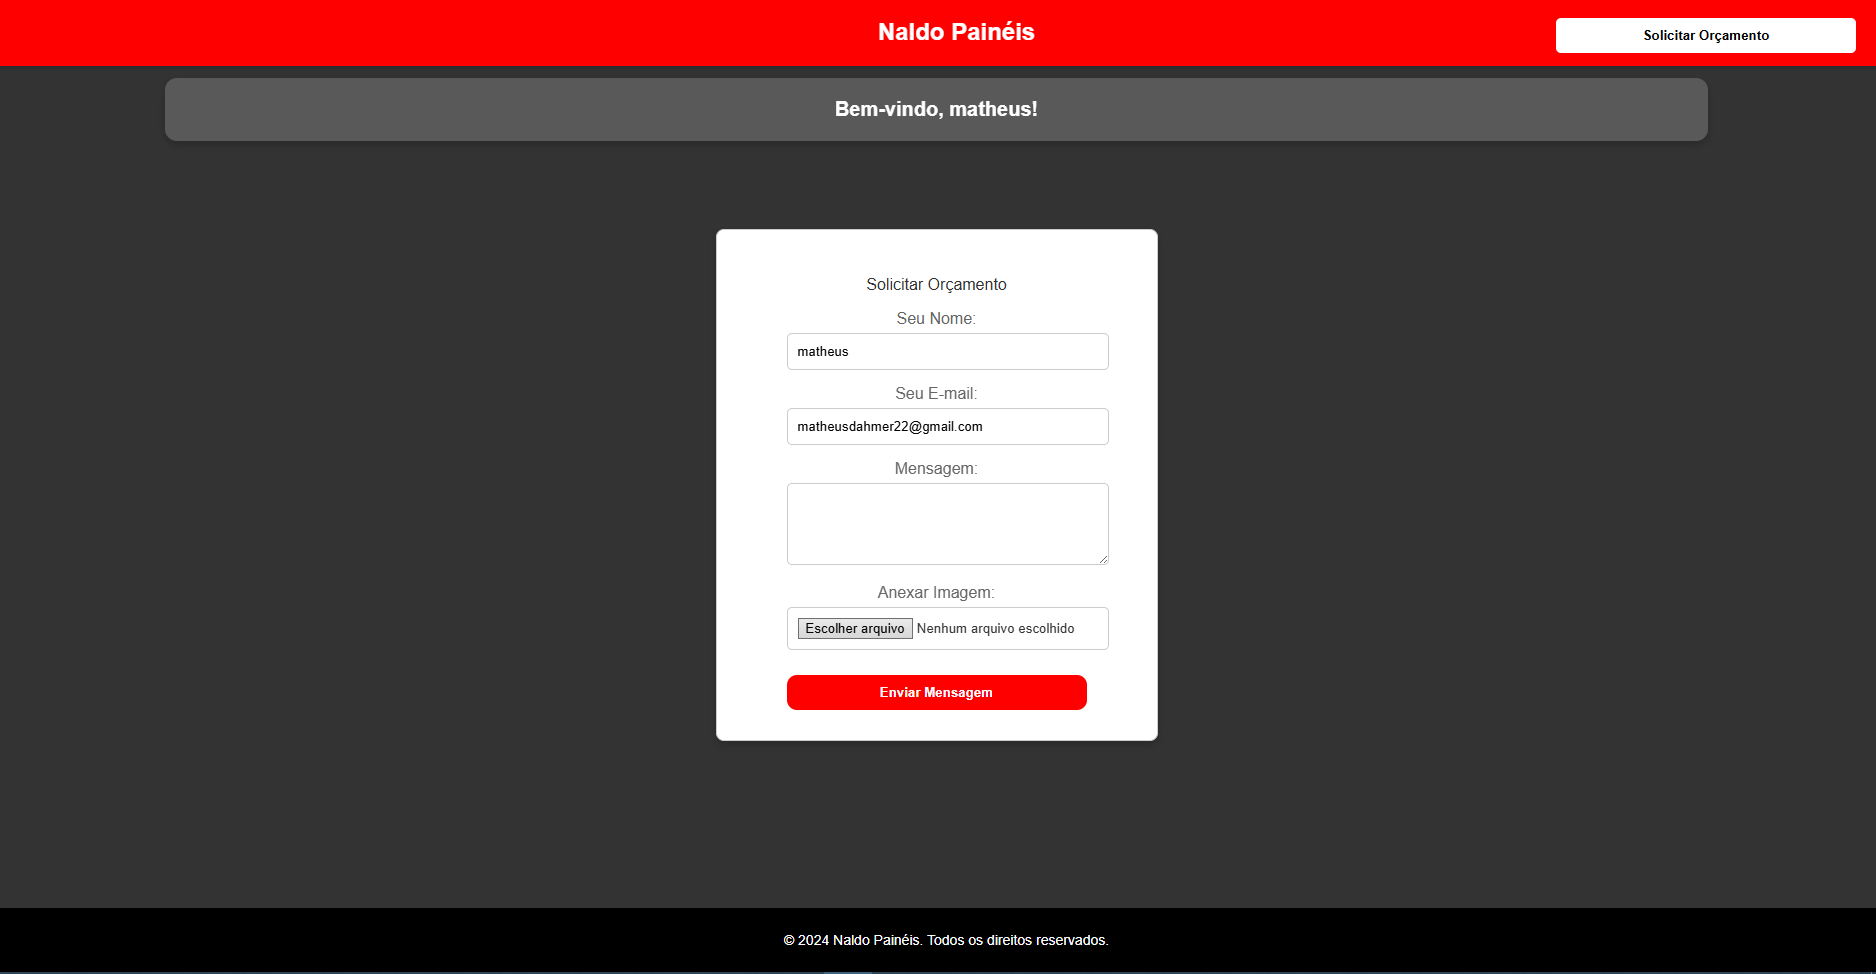 Naldo Painéis
Solicitar Orçamento
Bem-vindo, matheus!
Solicitar Orçamento
Seu Nome:
matheus
Seu E-mail:
matheusdahmer22@gmail.com
Mensagem:
Anexar Imagem:
Escolher arquivo Nenhum arquivo escolhido
Enviar Mensagem
© 2024 Naldo Painéis. Todos os direitos reservados.